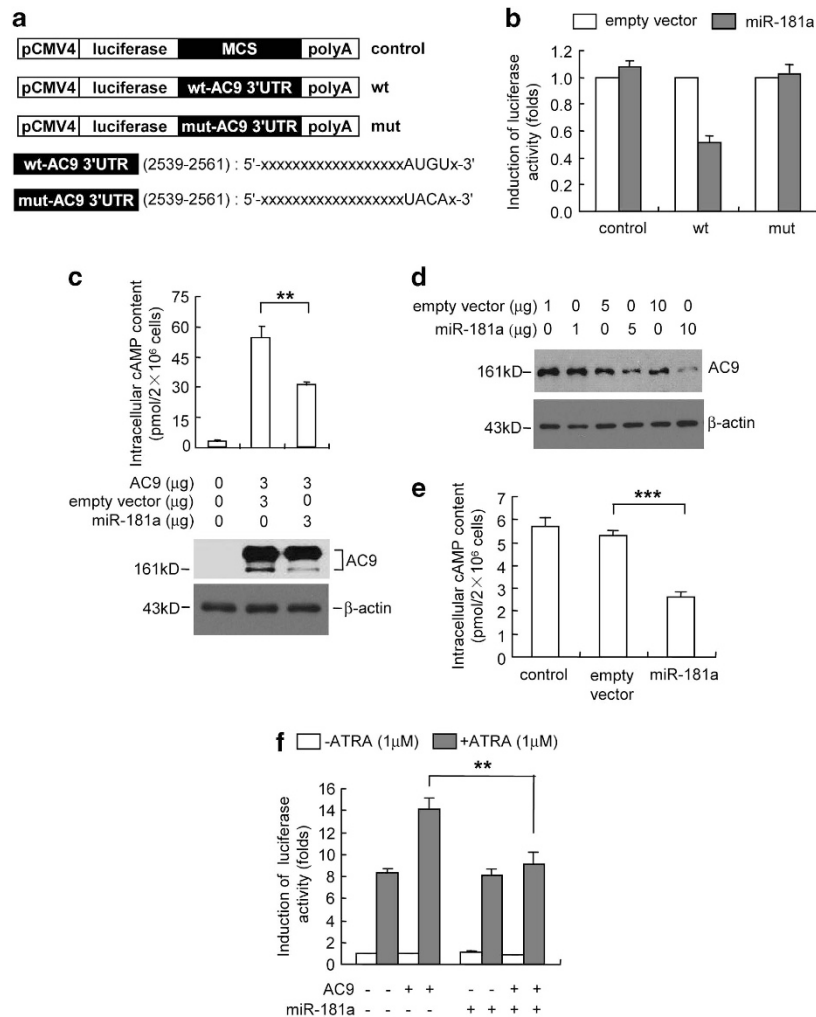 a
pCMV4 luciferase MCS polyA control
pCMV4 luciferase wt-AC9 3'UTR polyA wt
pCMV4 luciferase mut-AC9 3'UTR polyA mut
wt-AC9 3'UTR (2539-2561) : 5'-xxxxxxxxxxxxxxxxxxAUGUx-3'
mut-AC9 3'UTR (2539-2561) : 5'-xxxxxxxxxxxxxxxxxxUACAx-3'
b
empty vector miR-181a
Induction of luciferase
activity (folds)
1.2
1.0
0.8
0.6
0.4
0.2
0.0
control wt mut
c
Intracellular cAMP content
(pmol/2×10⁶ cells)
75
60
45
30
15
0
**
AC9 (μg) 0 3 3
empty vector (μg) 0 3 0
miR-181a (μg) 0 0 3
161kD
AC9
43kD
β-actin
d
empty vector (μg) 1 0 5 0 10 0
miR-181a (μg) 0 1 0 5 0 10
161kD
AC9
43kD
β-actin
e
Intracellular cAMP content
(pmol/2×10⁶ cells)
7
6
5
4
3
2
1
0
***
control empty vector miR-181a
f
-ATRA (1μM) +ATRA (1μM)
Induction of luciferase
activity (folds)
16
14
12
10
8
6
4
2
0
**
AC9 - - + + - - + +
miR-181a - - - - + + + +